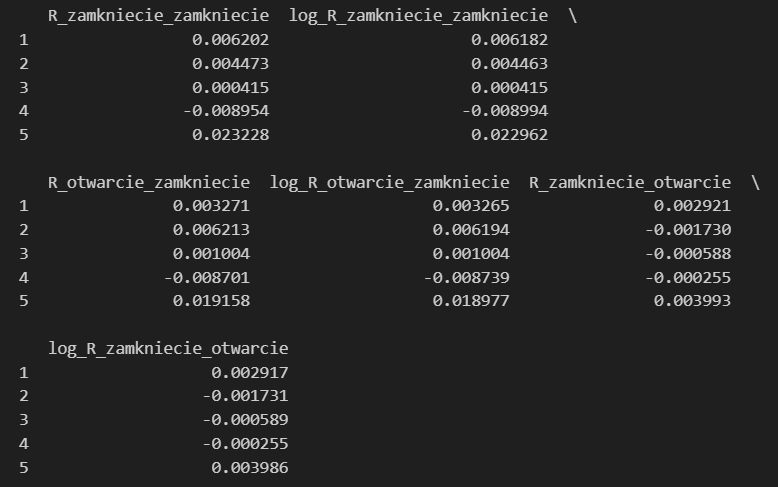 R_zamkniecie_zamkniecie log_R_zamkniecie_zamkniecie \
1 0.006202 0.006182
2 0.004473 0.004463
3 0.000415 0.000415
4 -0.008954 -0.008994
5 0.023228 0.022962
R_otwarcie_zamkniecie log_R_otwarcie_zamkniecie R_zamkniecie_otwarcie \
1 0.003271 0.003265 0.002921
2 0.006213 0.006194 -0.001730
3 0.001004 0.001004 -0.000588
4 -0.008701 -0.008739 -0.000255
5 0.019158 0.018977 0.003993
log_R_zamkniecie_otwarcie
1 0.002917
2 -0.001731
3 -0.000589
4 -0.000255
5 0.003986